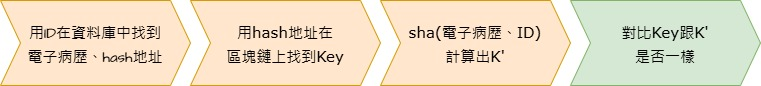 用ID在資料庫中找到
電子病歷、hash地址
用hash地址在
區塊鏈上找到Key
sha(電子病歷、ID)
計算出K'
對比Key跟K'
是否一樣